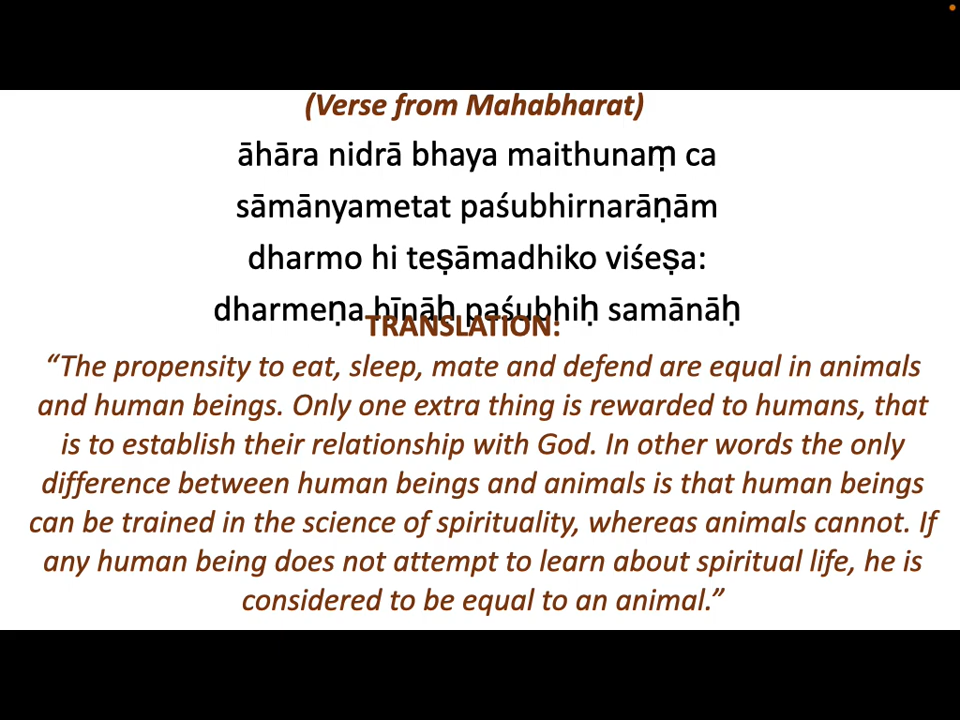 (Verse from Mahabharat)
āhāra nidrā bhaya maithunaṃ ca
sāmānyametat paśubhirnarāṇām
dharmo hi teṣāmadhiko viśeṣa:
dharmeṇa hīnāḥ paśubhiḥ samānāḥ
TRANSLATION:
“The propensity to eat, sleep, mate and defend are equal in animals
and human beings. Only one extra thing is rewarded to humans, that
is to establish their relationship with God. In other words the only
difference between human beings and animals is that human beings
can be trained in the science of spirituality, whereas animals cannot. If
any human being does not attempt to learn about spiritual life, he is
considered to be equal to an animal.”